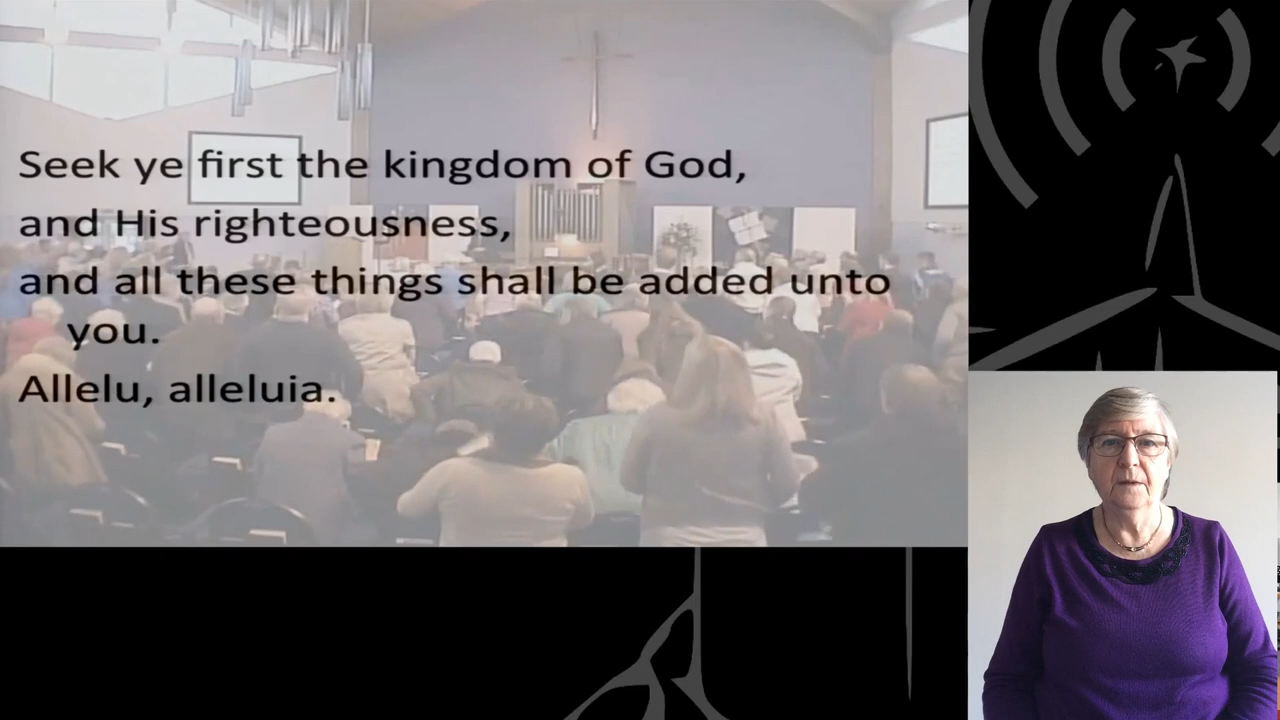 Seek ye first the kingdom of God,
and His righteousness,
and all these things shall be added unto
you.
Allelu, alleluia.